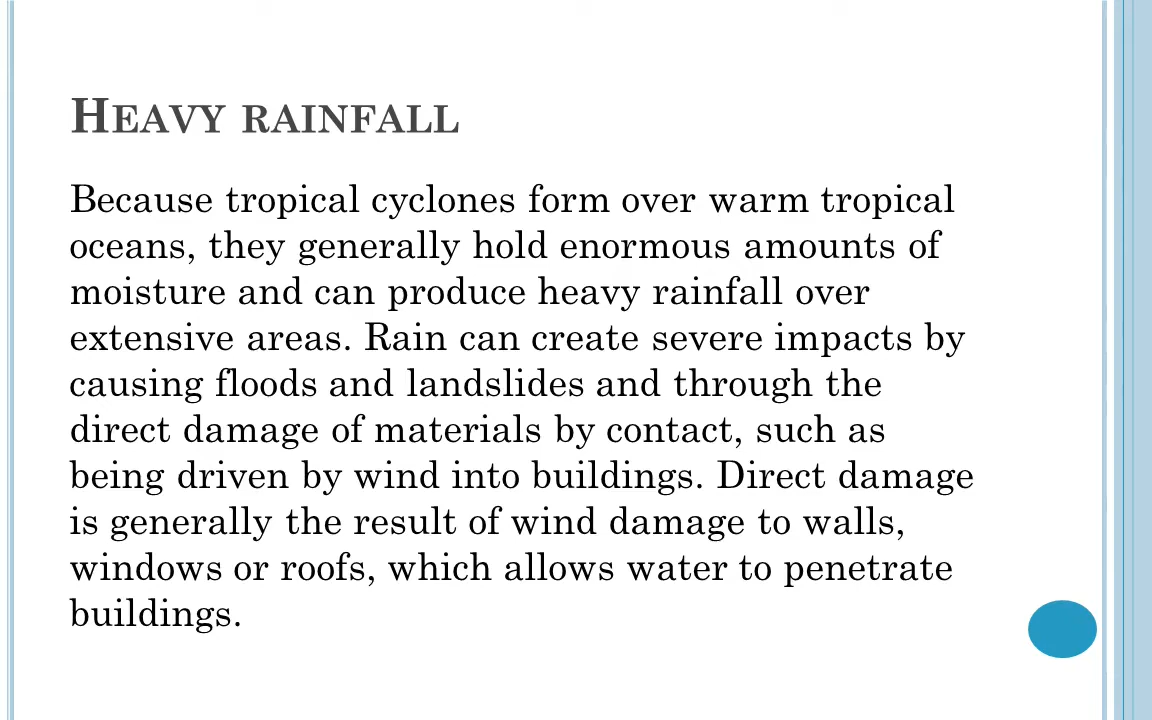 Heavy rainfall
Because tropical cyclones form over warm tropical
oceans, they generally hold enormous amounts of
moisture and can produce heavy rainfall over
extensive areas. Rain can create severe impacts by
causing floods and landslides and through the
direct damage of materials by contact, such as
being driven by wind into buildings. Direct damage
is generally the result of wind damage to walls,
windows or roofs, which allows water to penetrate
buildings.